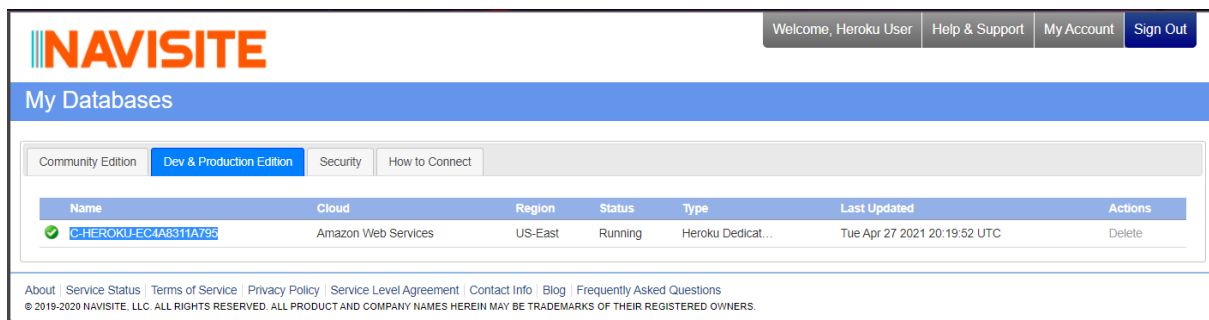 NAVISITE
Welcome, Heroku User Help & Support My Account Sign Out
My Databases
Community Edition Dev & Production Edition Security How to Connect
Name Cloud Region Status Type Last Updated Actions
C-HEROKU-EC4A8311A795 Amazon Web Services US-East Running Heroku Dedicat... Tue Apr 27 2021 20:19:52 UTC Delete
About | Service Status | Terms of Service | Privacy Policy | Service Level Agreement | Contact Info | Blog | Frequently Asked Questions
© 2019-2020 NAVISITE, LLC. ALL RIGHTS RESERVED. ALL PRODUCT AND COMPANY NAMES HEREIN MAY BE TRADEMARKS OF THEIR REGISTERED OWNERS.